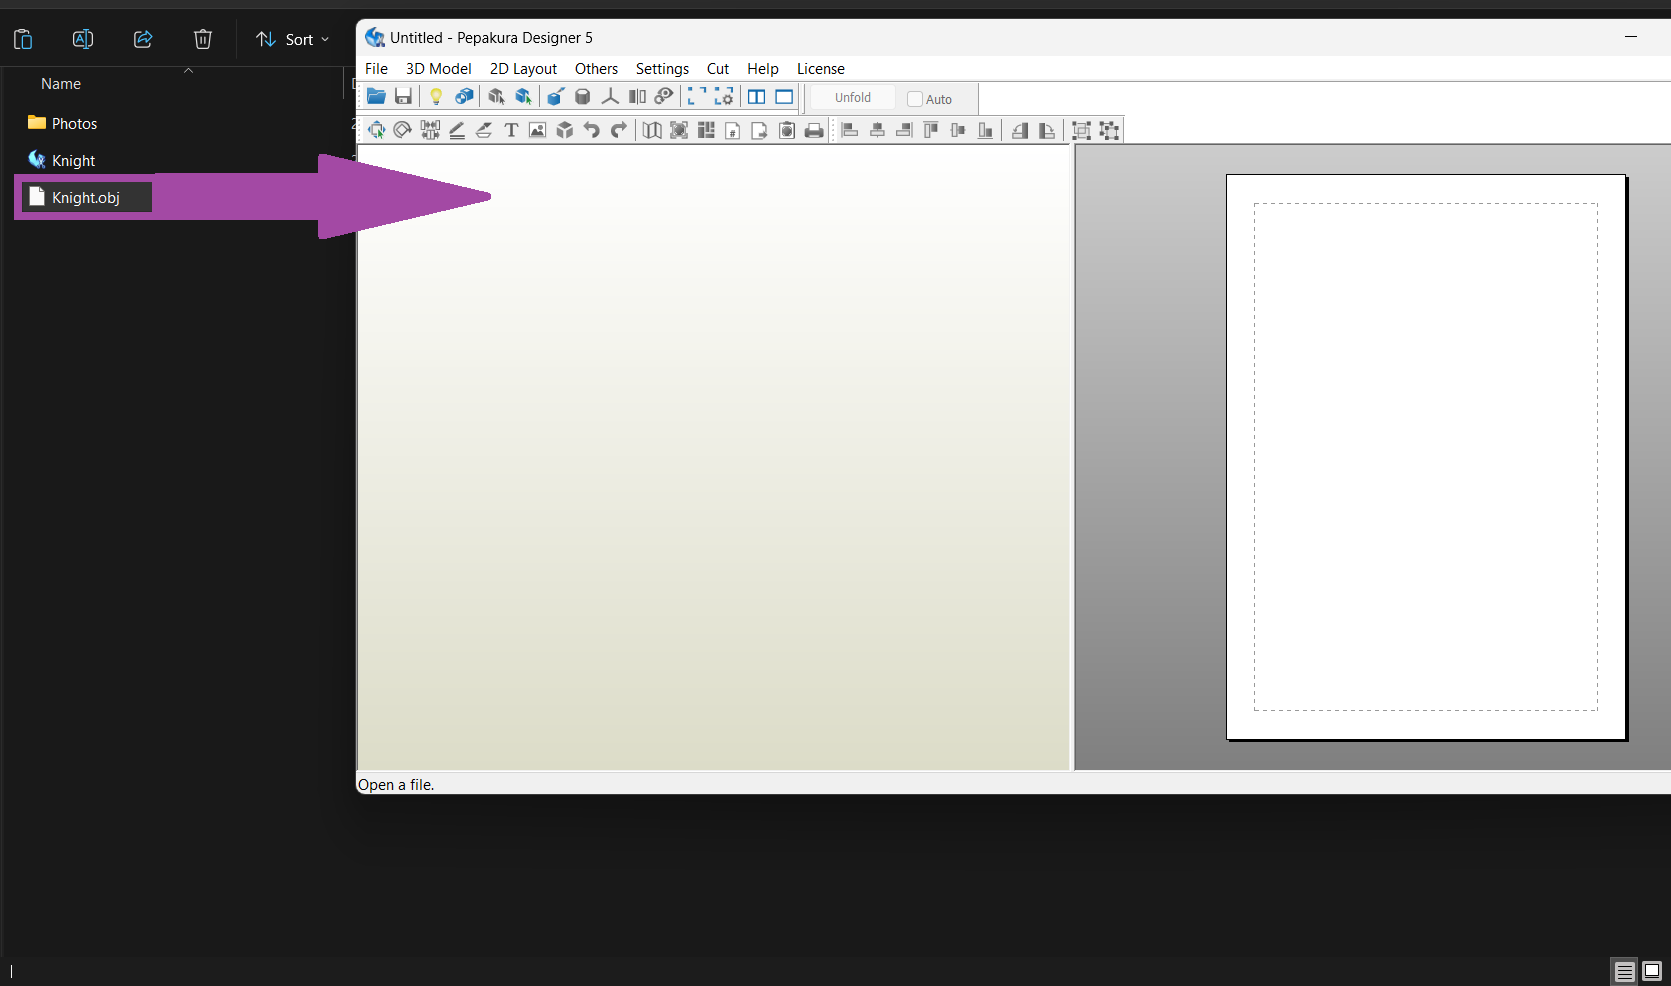 Sort
Name
Photos
Knight
Knight.obj
Untitled - Pepakura Designer 5
File 3D Model 2D Layout Others Settings Cut Help License
Unfold Auto
Open a file.